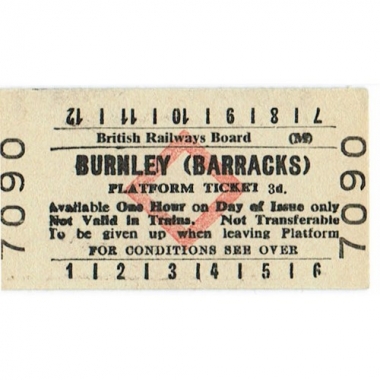 7 | 8 | 9 | 10 | 11 | 12
British Railways Board (M)
BURNLEY (BARRACKS)
PLATFORM TICKET 3d.
Available One Hour on Day of Issue only
Not Valid in Trains. Not Transferable
To be given up when leaving Platform
FOR CONDITIONS SEE OVER
1 | 2 | 3 | 4 | 5 | 6
7090
7090